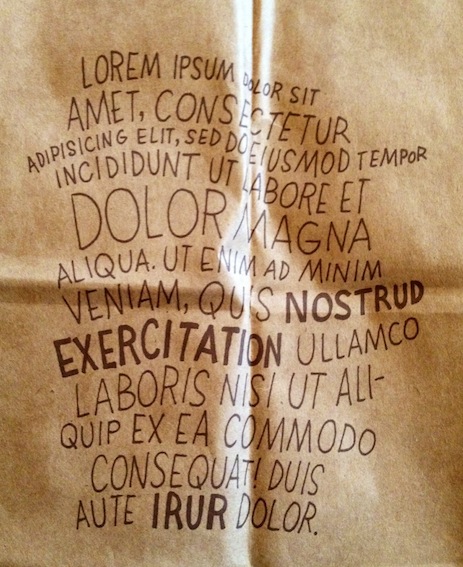 LOREM IPSUM DOLOR SIT
AMET, CONSECTETUR
ADIPISICING ELIT, SED DO EIUSMOD TEMPOR
INCIDIDUNT UT LABORE ET
DOLOR MAGNA
ALIQUA. UT ENIM AD MINIM
VENIAM, QUIS NOSTRUD
EXERCITATION ULLAMCO
LABORIS NISI UT ALI-
QUIP EX EA COMMODO
CONSEQUAT! DUIS
AUTE IRUR DOLOR.